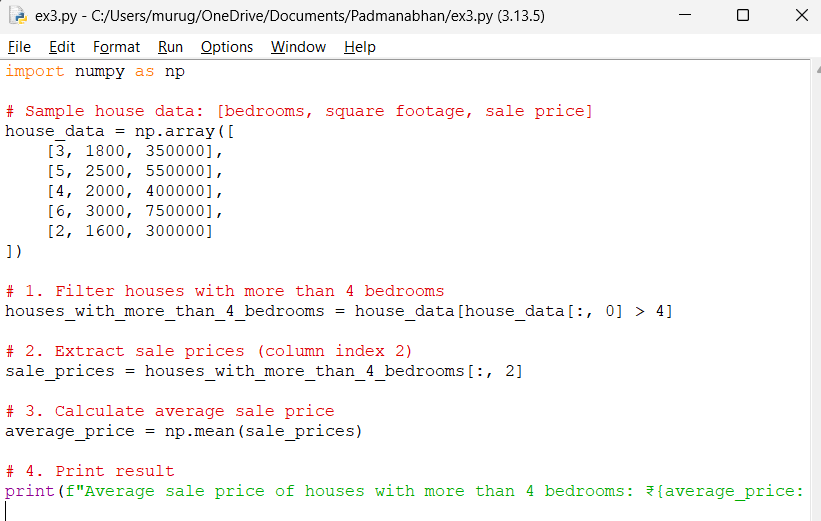 ex3.py - C:/Users/murug/OneDrive/Documents/Padmanabhan/ex3.py (3.13.5)
File Edit Format Run Options Window Help
import numpy as np

# Sample house data: [bedrooms, square footage, sale price]
house_data = np.array([
    [3, 1800, 350000],
    [5, 2500, 550000],
    [4, 2000, 400000],
    [6, 3000, 750000],
    [2, 1600, 300000]
])

# 1. Filter houses with more than 4 bedrooms
houses_with_more_than_4_bedrooms = house_data[house_data[:, 0] > 4]

# 2. Extract sale prices (column index 2)
sale_prices = houses_with_more_than_4_bedrooms[:, 2]

# 3. Calculate average sale price
average_price = np.mean(sale_prices)

# 4. Print result
print(f"Average sale price of houses with more than 4 bedrooms: ₹{average_price: